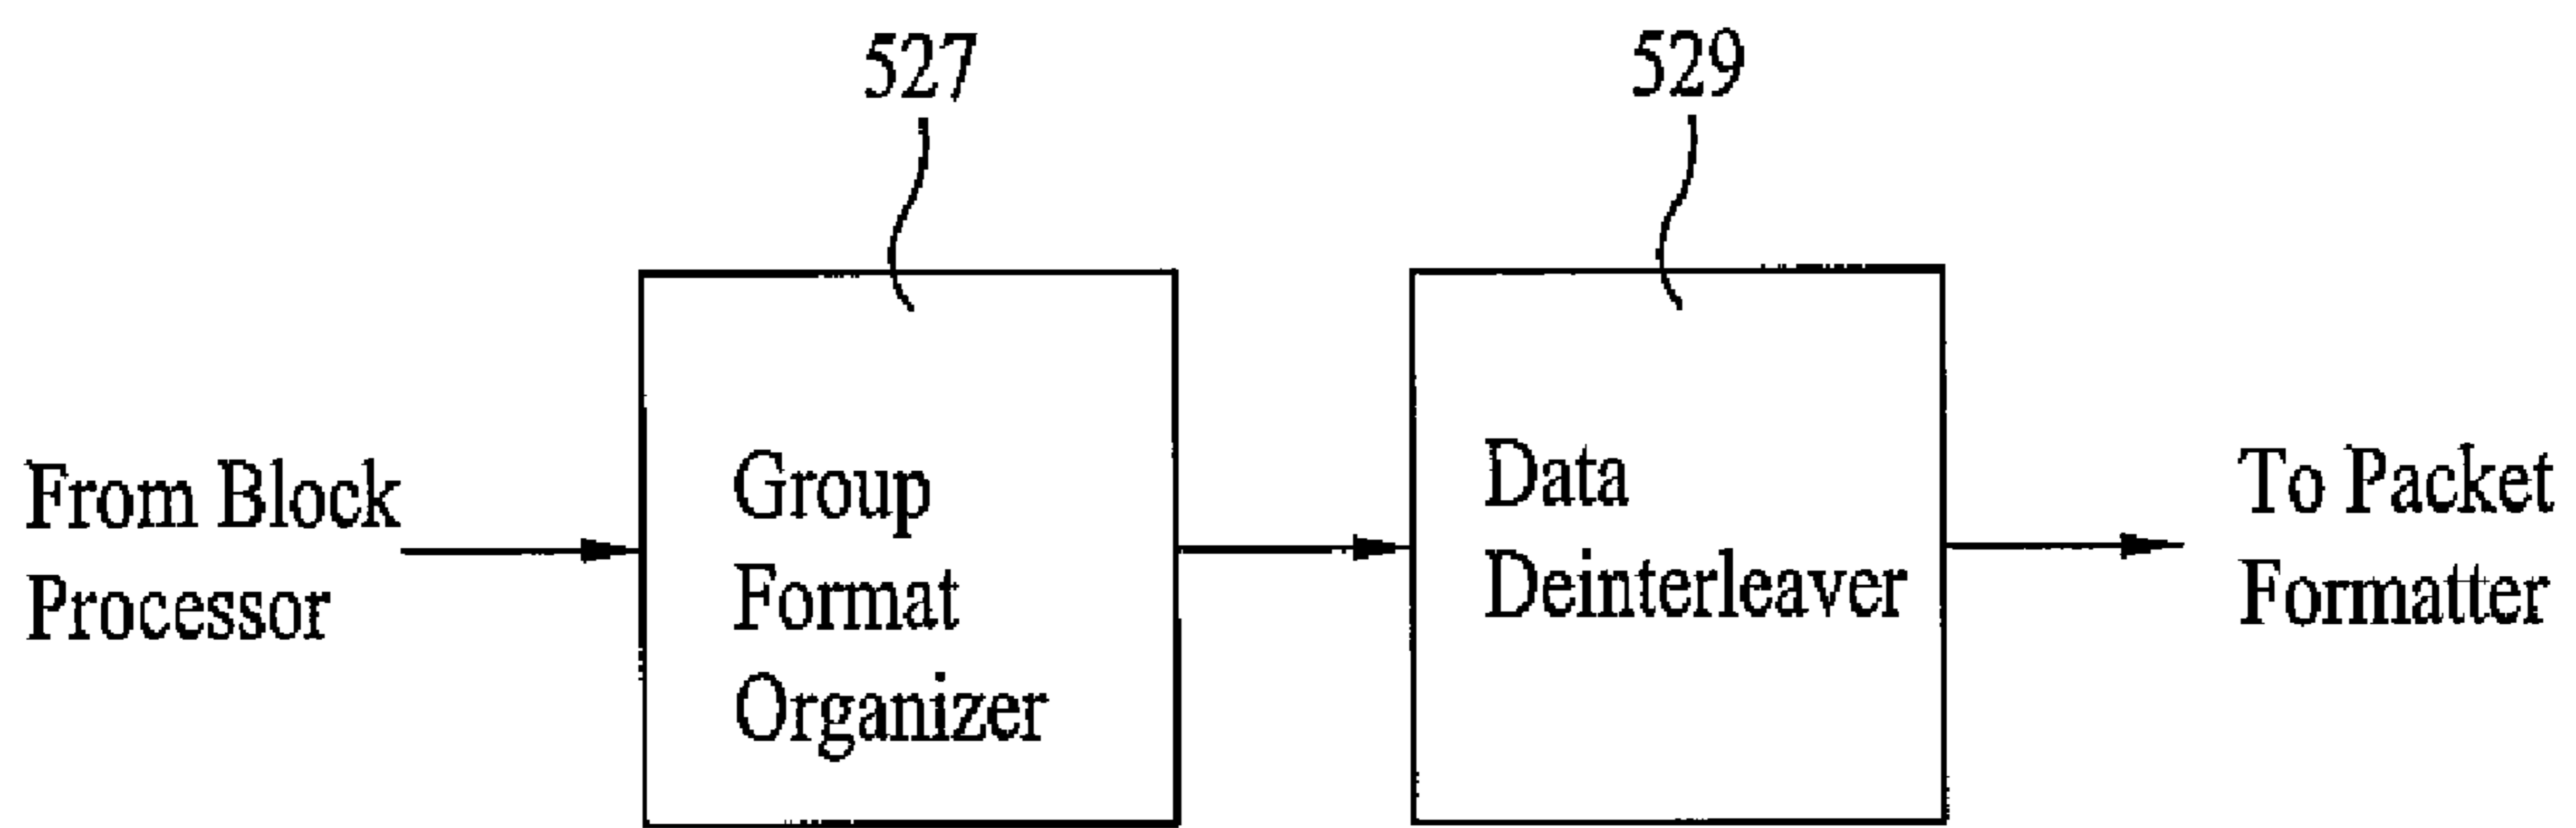 527
529
From Block
Processor
Group
Format
Organizer
Data
Deinterleaver
To Packet
Formatter